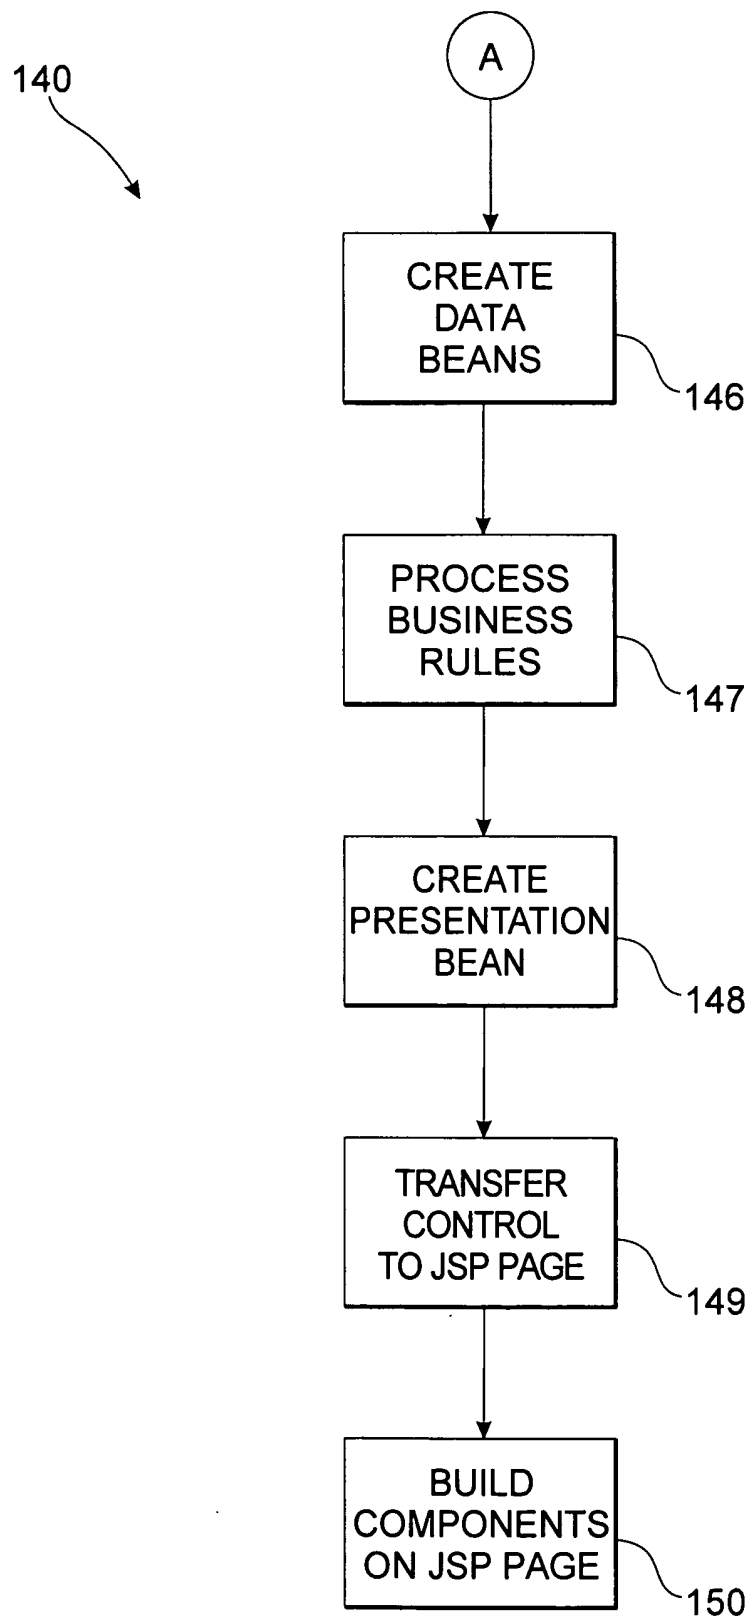 A
140
CREATE
DATA
BEANS
146
PROCESS
BUSINESS
RULES
147
CREATE
PRESENTATION
BEAN
148
TRANSFER
CONTROL
TO JSP PAGE
149
BUILD
COMPONENTS
ON JSP PAGE
150